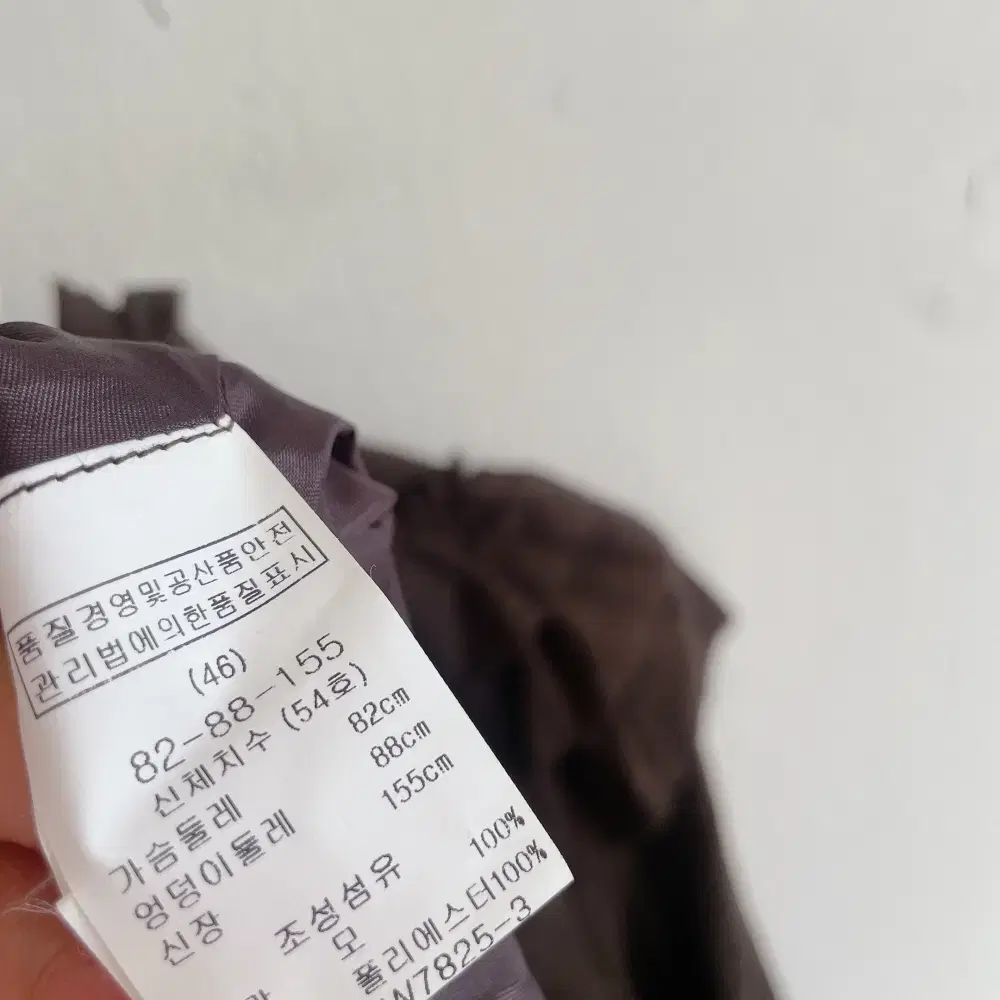 품질경영및공산품안전
관리법에의한품질표시
(46)
82-88-155
신체치수 (54호)
가슴둘레 82cm
엉덩이둘레 88cm
신장 155cm
조성섬유
모 100%
폴리에스터100%
W7825-3